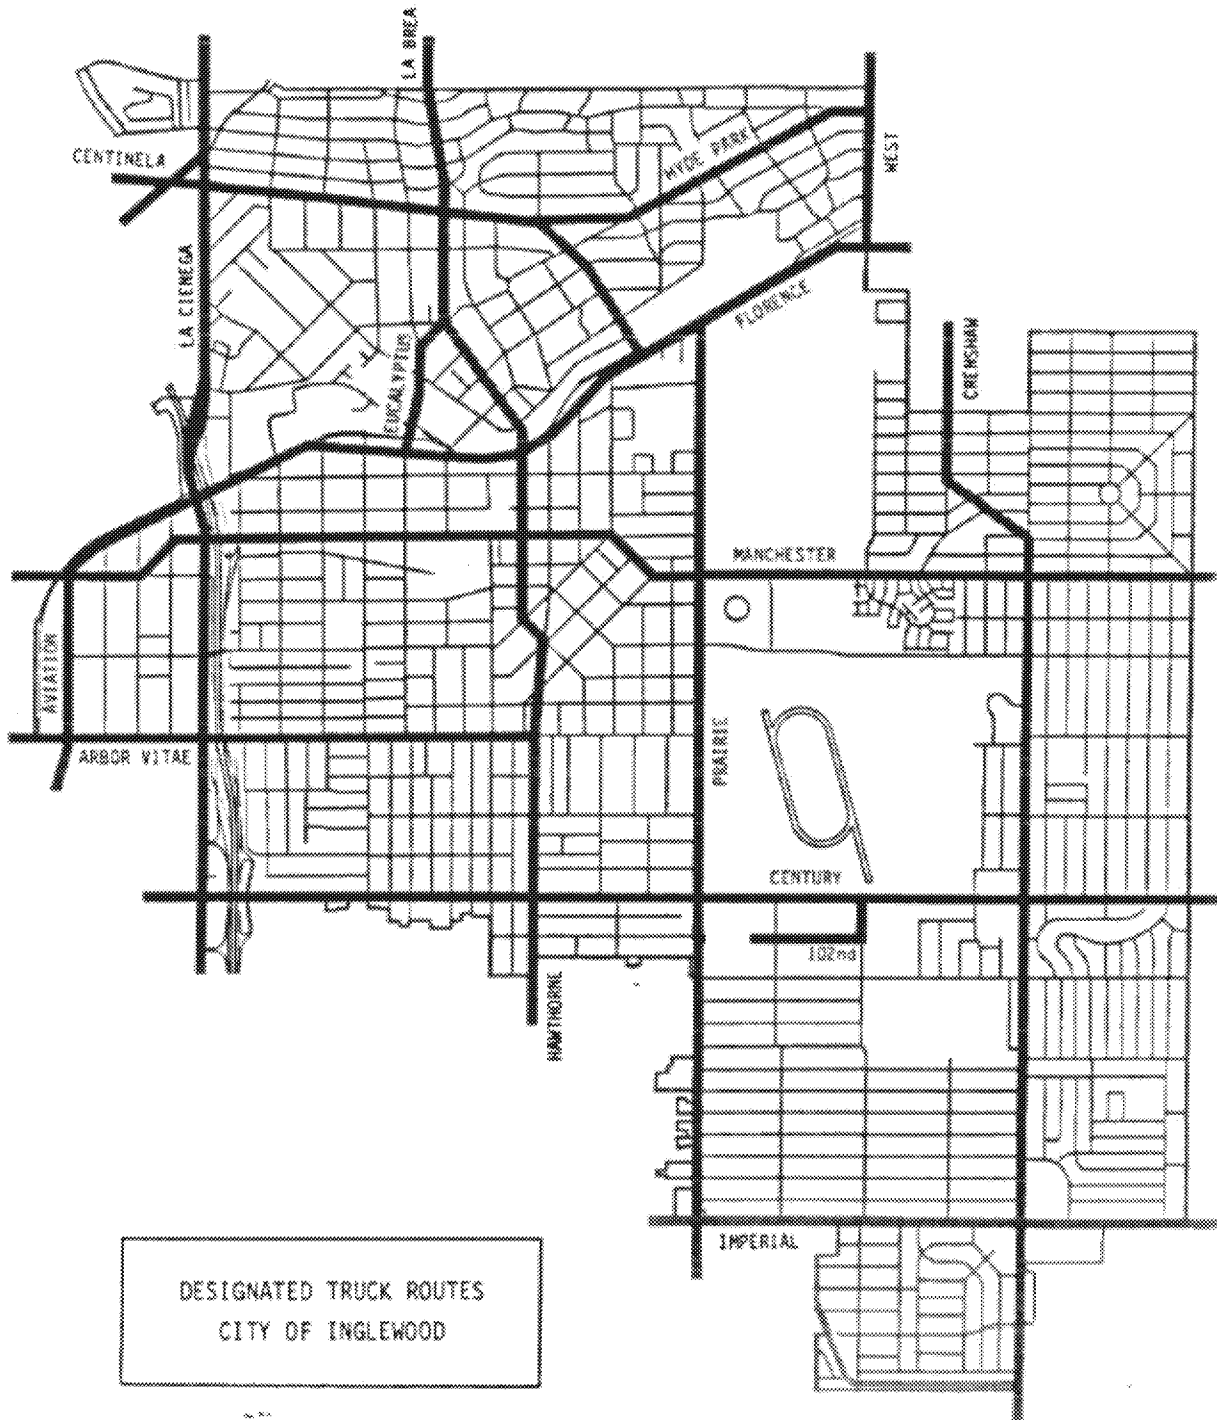 LA BREA
CENTINELA
HYDE PARK
WEST
LA CIENEGA
FLORENCE
EUCALYPTUS
CRENSHAW
MANCHESTER
AVIATION
ARBOR VITAE
PRAIRIE
CENTURY
102nd
HAWTHORNE
IMPERIAL
DESIGNATED TRUCK ROUTES
CITY OF INGLEWOOD